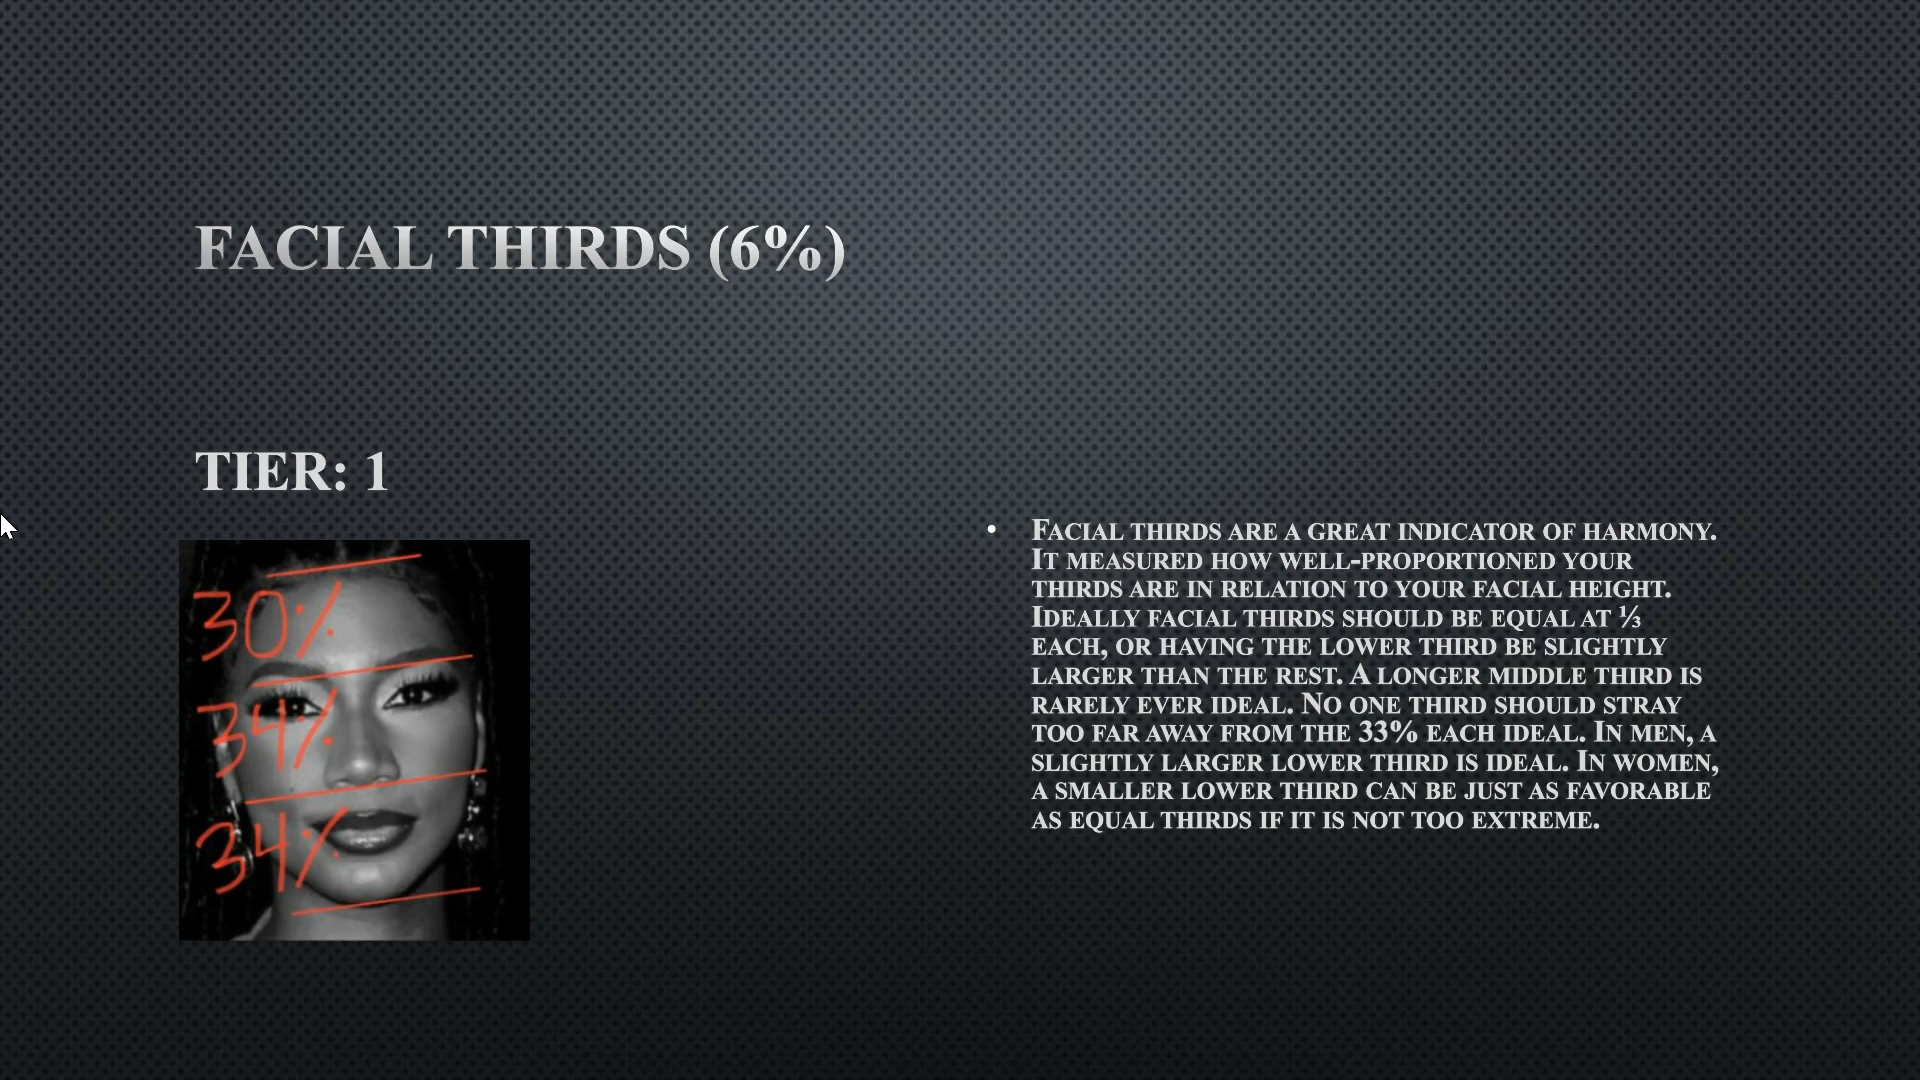 FACIAL THIRDS (6%)
TIER: 1
30%
34%
34%
• FACIAL THIRDS ARE A GREAT INDICATOR OF HARMONY.
IT MEASURED HOW WELL-PROPORTIONED YOUR
THIRDS ARE IN RELATION TO YOUR FACIAL HEIGHT.
IDEALLY FACIAL THIRDS SHOULD BE EQUAL AT ⅓
EACH, OR HAVING THE LOWER THIRD BE SLIGHTLY
LARGER THAN THE REST. A LONGER MIDDLE THIRD IS
RARELY EVER IDEAL. NO ONE THIRD SHOULD STRAY
TOO FAR AWAY FROM THE 33% EACH IDEAL. IN MEN, A
SLIGHTLY LARGER LOWER THIRD IS IDEAL. IN WOMEN,
A SMALLER LOWER THIRD CAN BE JUST AS FAVORABLE
AS EQUAL THIRDS IF IT IS NOT TOO EXTREME.